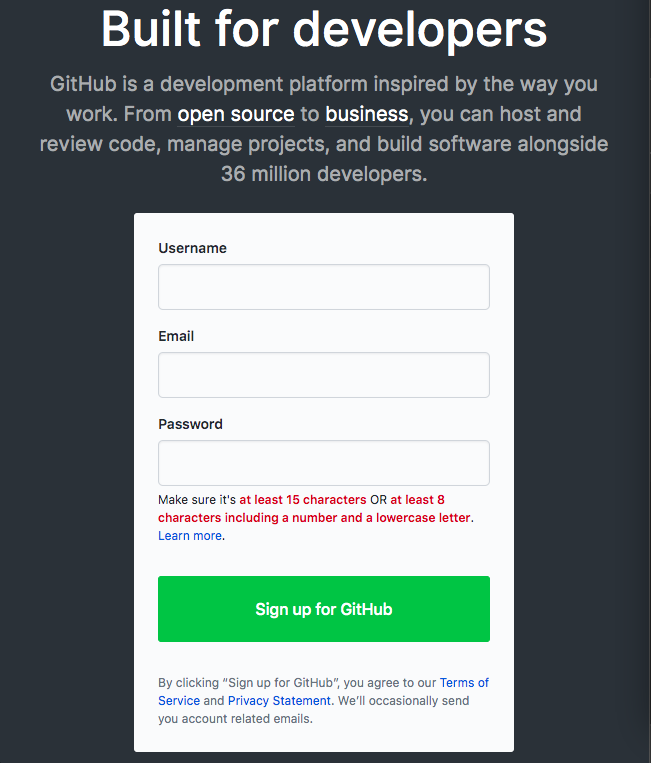 Built for developers
GitHub is a development platform inspired by the way you
work. From open source to business, you can host and
review code, manage projects, and build software alongside
36 million developers.
Username
Email
Password
Make sure it's at least 15 characters OR at least 8
characters including a number and a lowercase letter.
Learn more.
Sign up for GitHub
By clicking “Sign up for GitHub”, you agree to our Terms of
Service and Privacy Statement. We’ll occasionally send
you account related emails.